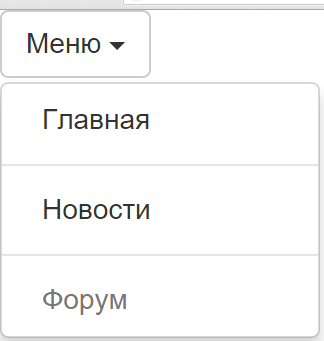 Меню
Главная
Новости
Форум